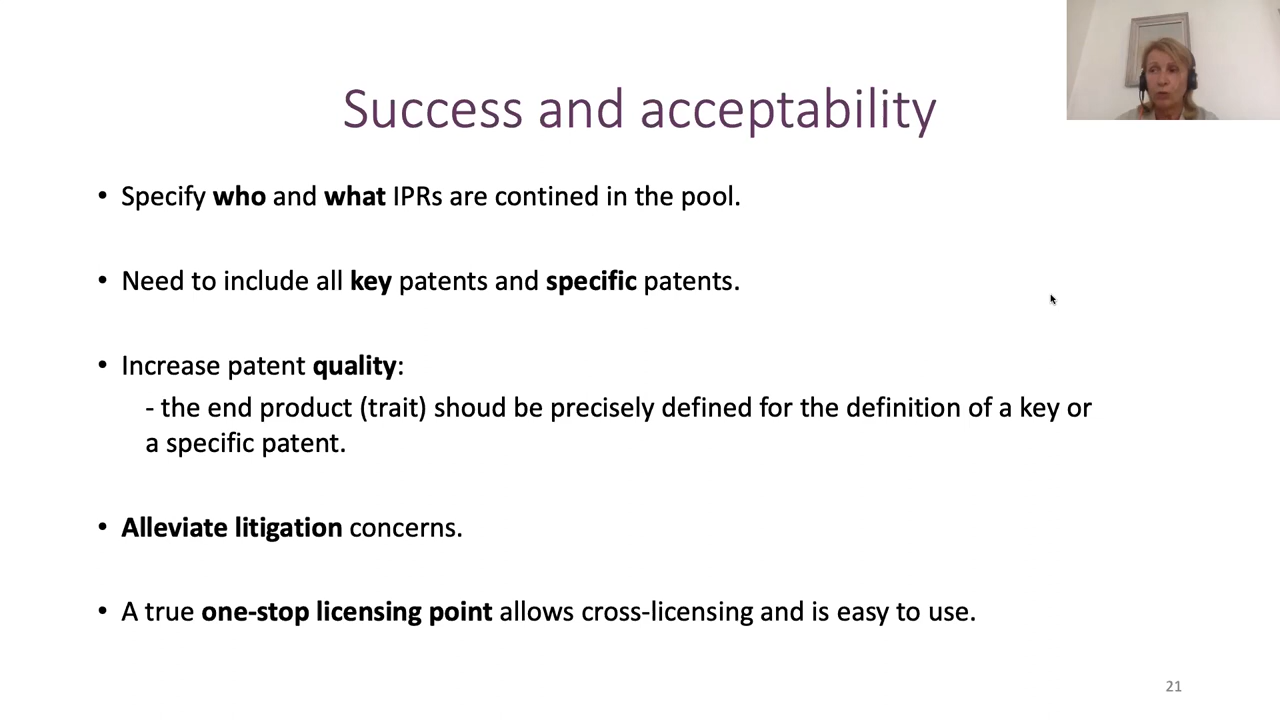 Success and acceptability
• Specify who and what IPRs are contined in the pool.
• Need to include all key patents and specific patents.
• Increase patent quality:
- the end product (trait) shoud be precisely defined for the definition of a key or
a specific patent.
• Alleviate litigation concerns.
• A true one-stop licensing point allows cross-licensing and is easy to use.
21